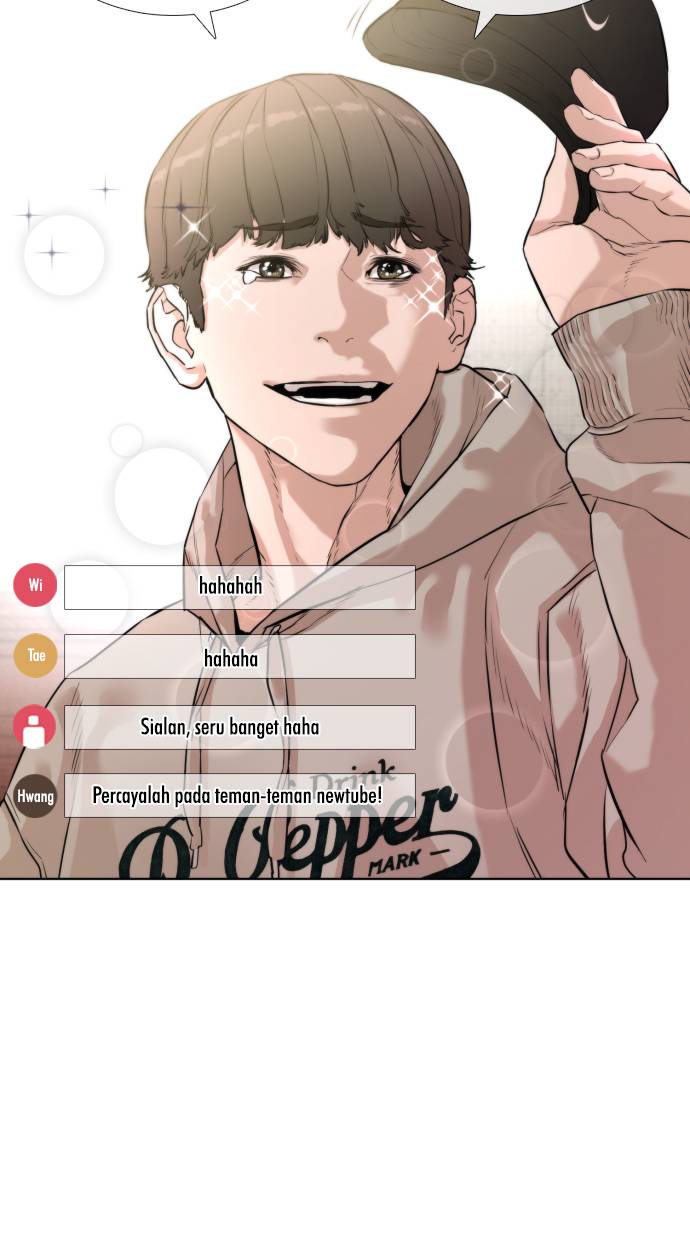 Wi
hahahah
Tae
hahaha
Sialan, seru banget haha
Hwang
Percayalah pada teman-teman newtube!
Drink
Pepper
MARK